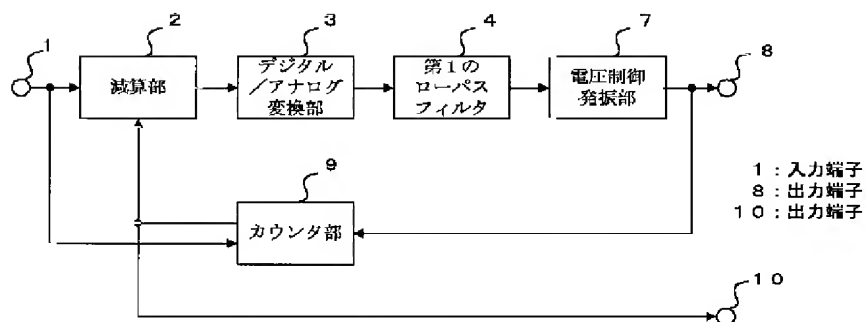 1
2
減算部
3
デジタル
／アナログ
変換部
4
第1の
ローパス
フィルタ
7
電圧制御
発振部
8
9
カウンタ部
1：入力端子
8：出力端子
10：出力端子
10